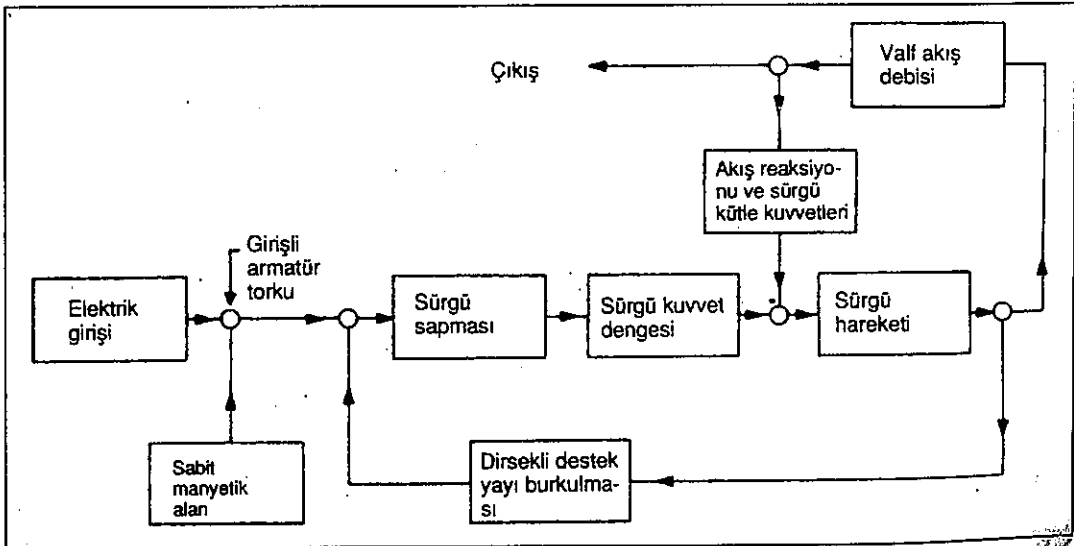 Çıkış
Valf akış
debisi
Akış reaksiyo-
nu ve sürgü
kütle kuvvetleri
Girişli
armatür
torku
Elektrik
girişi
Sürgü
sapması
Sürgü kuvvet
dengesi
Sürgü
hareketi
Sabit
manyetik
alan
Dirsekli destek
yayı burkulma-
sı